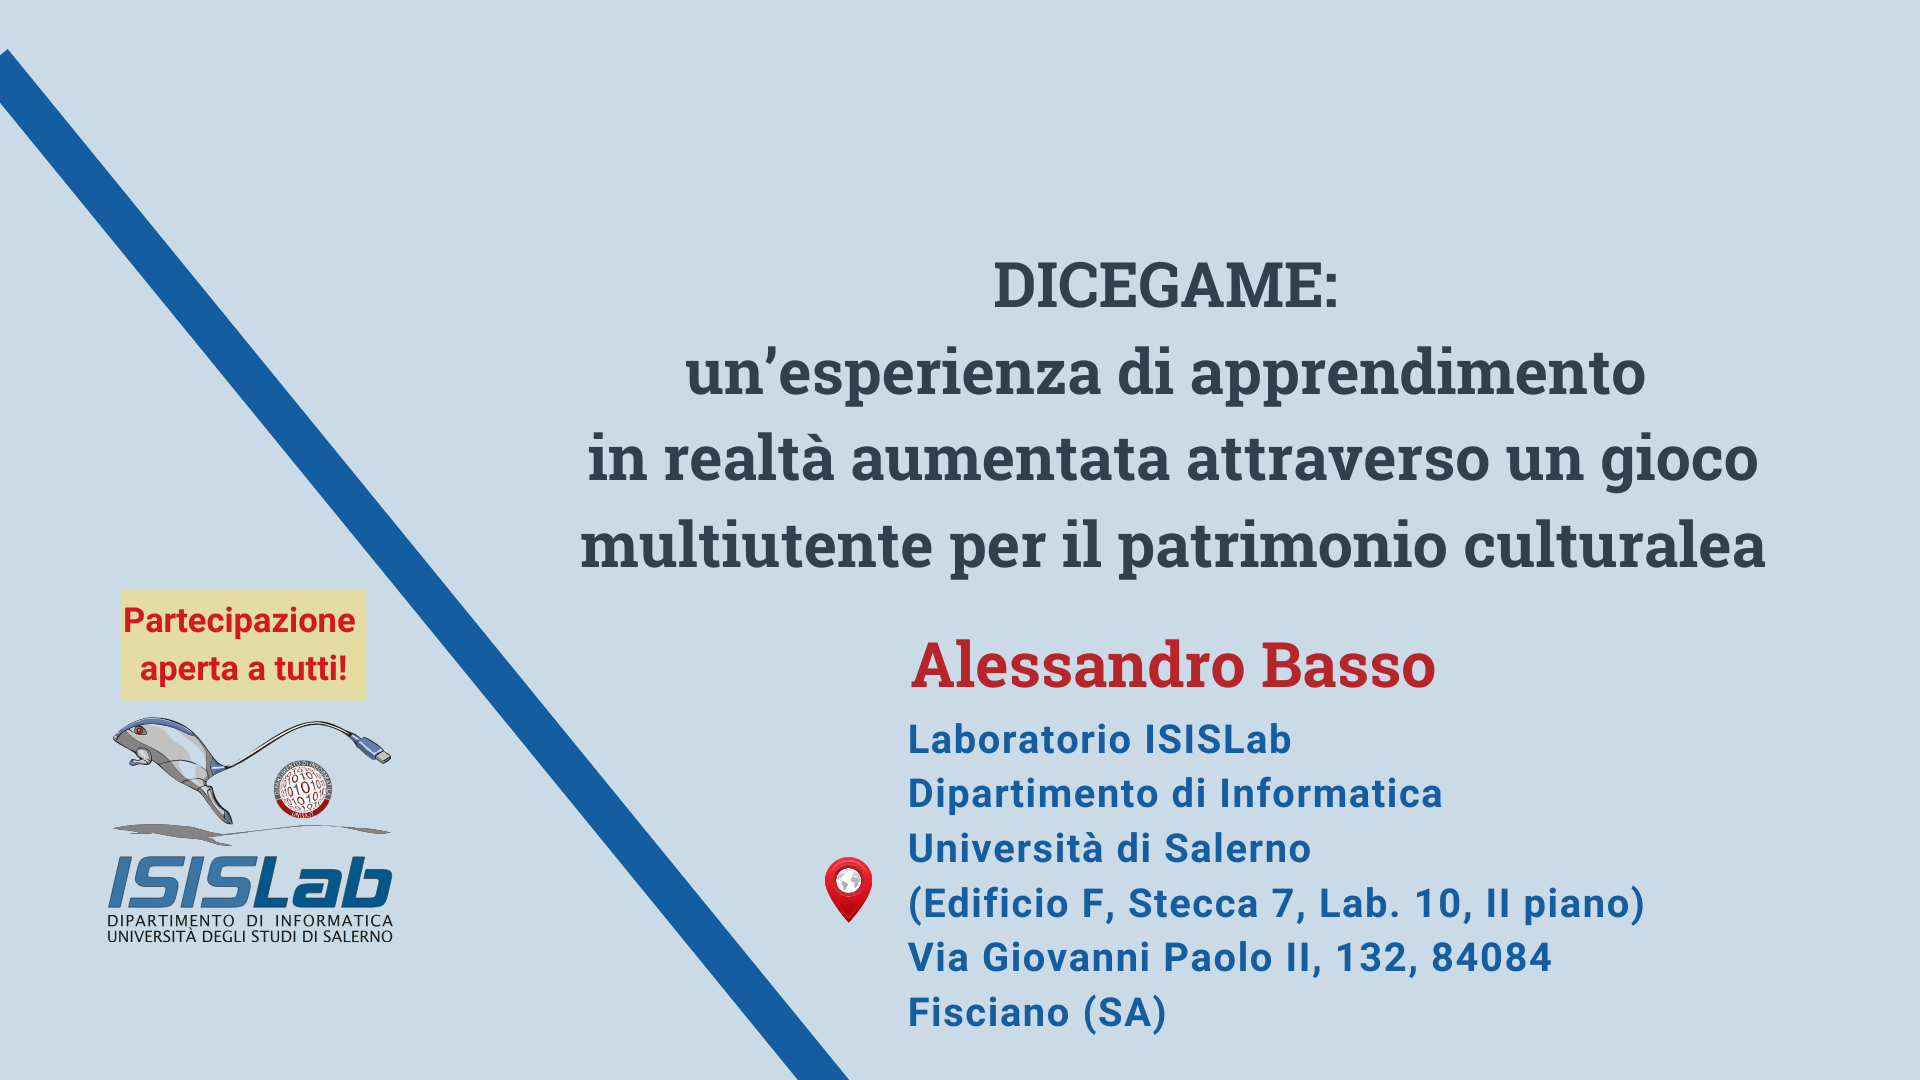 DICEGAME:
un’esperienza di apprendimento
in realtà aumentata attraverso un gioco
multiutente per il patrimonio culturalea
Alessandro Basso
Laboratorio ISISLab
Dipartimento di Informatica
Università di Salerno
(Edificio F, Stecca 7, Lab. 10, II piano)
Via Giovanni Paolo II, 132, 84084
Fisciano (SA)
Partecipazione
aperta a tutti!
ISISLab
DIPARTIMENTO DI INFORMATICA
UNIVERSITÀ DEGLI STUDI DI SALERNO